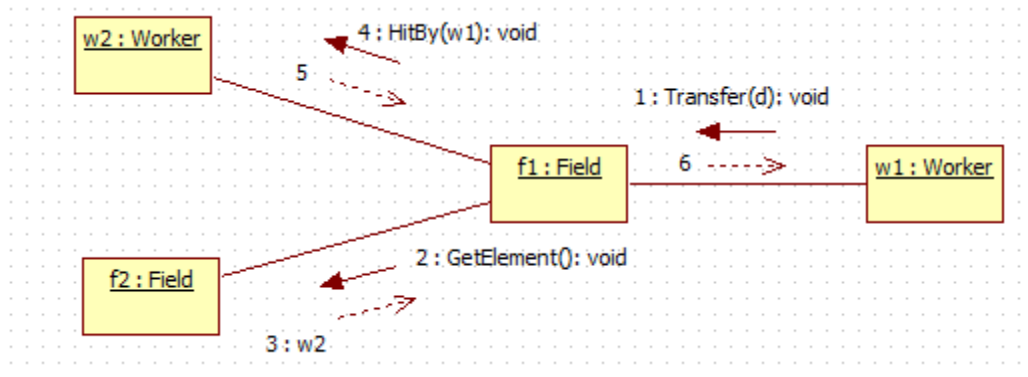 w2 : Worker
4 : HitBy(w1): void
5
1 : Transfer(d): void
f1 : Field
6
w1 : Worker
2 : GetElement(): void
f2 : Field
3 : w2